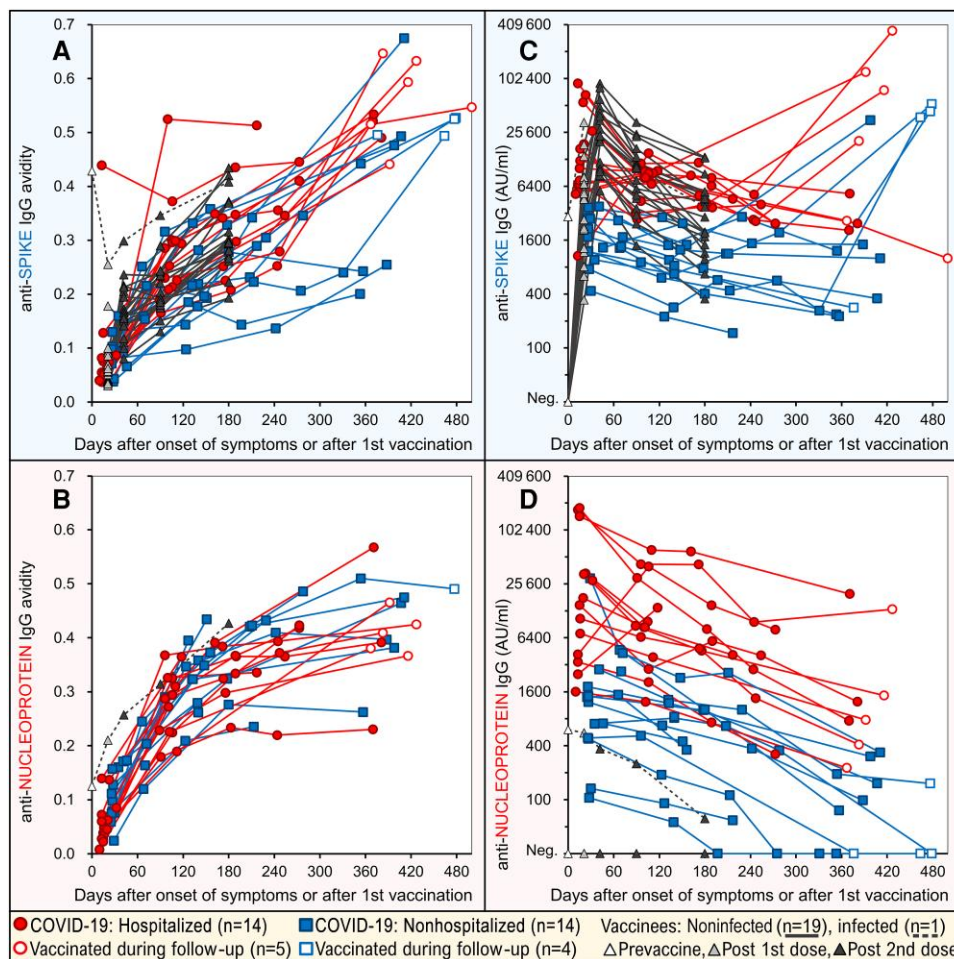 A
anti-SPIKE IgG avidity
0.7
0.6
0.5
0.4
0.3
0.2
0.1
0.0
0 60 120 180 240 300 360 420 480
Days after onset of symptoms or after 1st vaccination
C
anti-SPIKE IgG (AU/ml)
409 600
102 400
25 600
6400
1600
400
100
Neg.
0 60 120 180 240 300 360 420 480
Days after onset of symptoms or after 1st vaccination
B
anti-NUCLEOPROTEIN IgG avidity
0.7
0.6
0.5
0.4
0.3
0.2
0.1
0.0
0 60 120 180 240 300 360 420 480
Days after onset of symptoms or after 1st vaccination
D
anti-NUCLEOPROTEIN IgG (AU/ml)
409 600
102 400
25 600
6400
1600
400
100
Neg.
0 60 120 180 240 300 360 420 480
Days after onset of symptoms or after 1st vaccination
COVID-19: Hospitalized (n=14) COVID-19: Nonhospitalized (n=14) Vaccinees: Noninfected (n=19), infected (n=1)
Vaccinated during follow-up (n=5) Vaccinated during follow-up (n=4) Prevaccine, Post 1st dose, Post 2nd dose